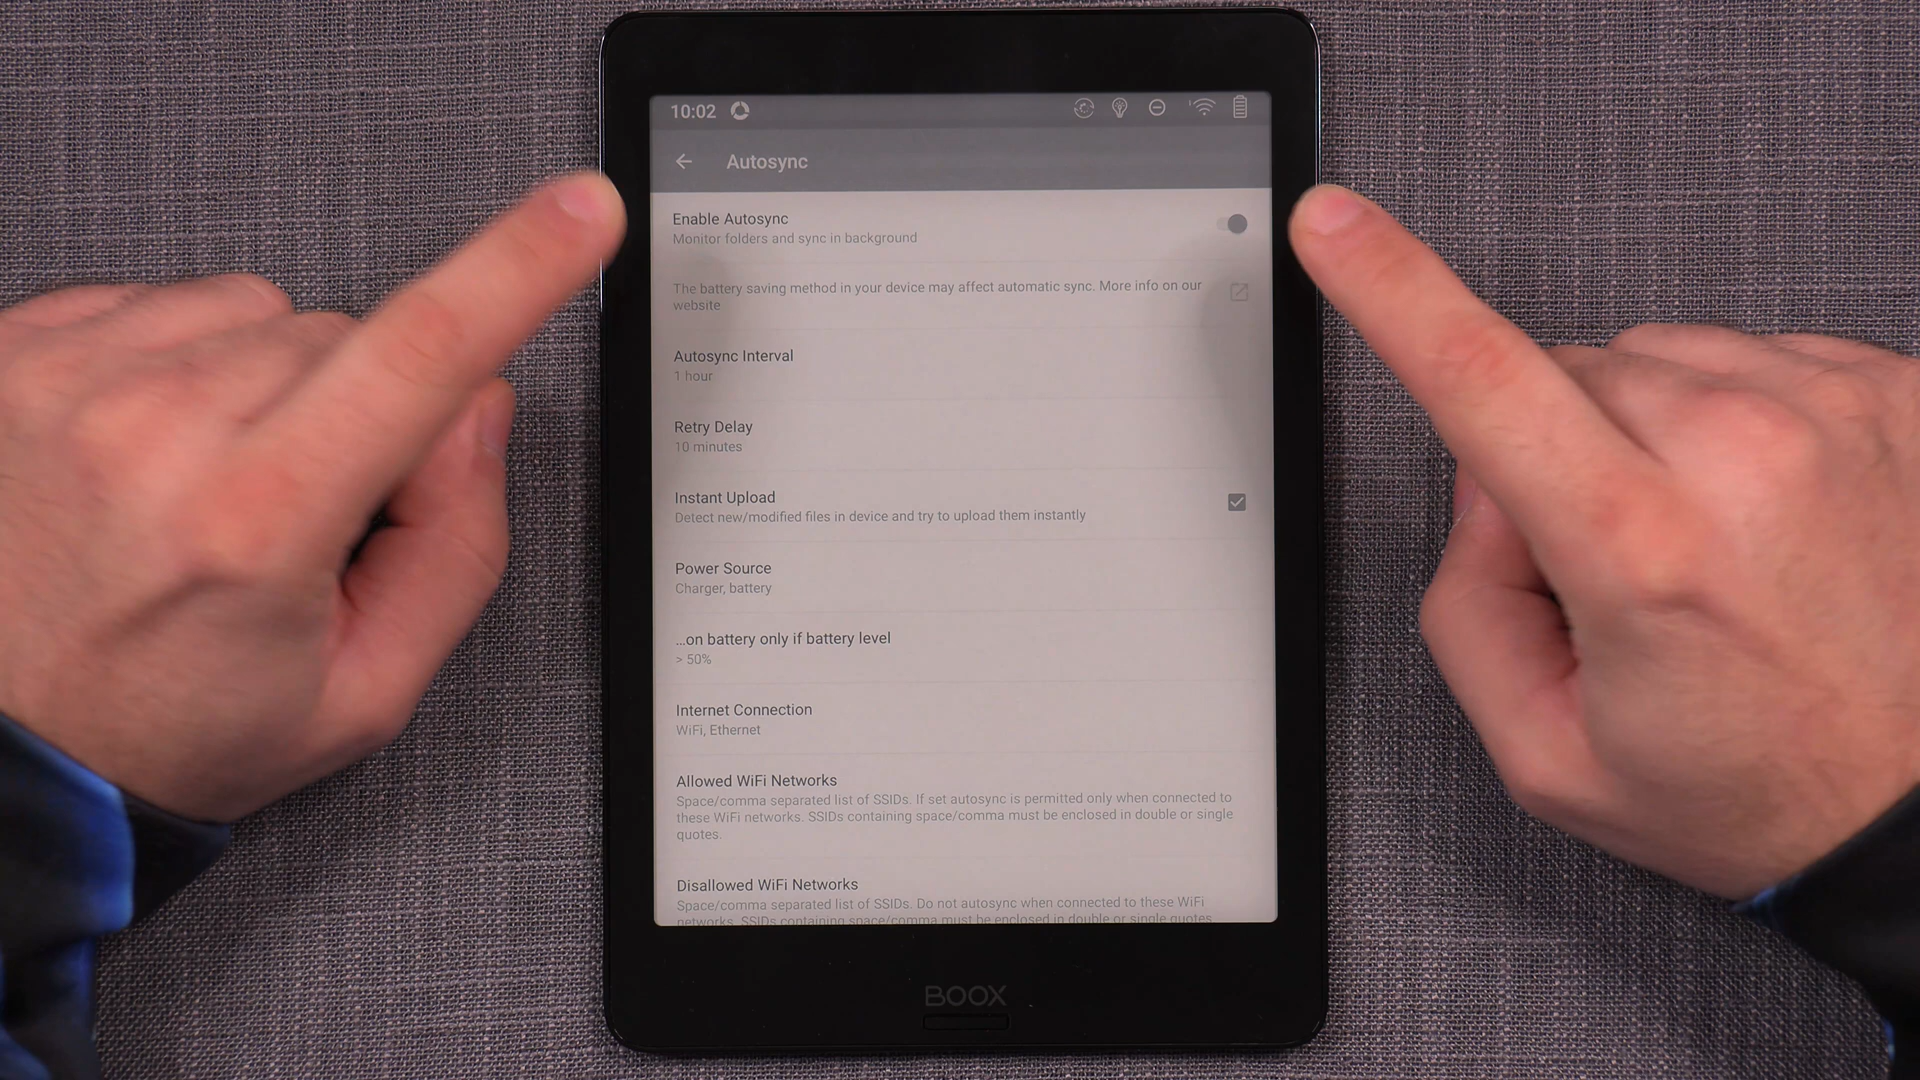 10:02
Autosync
Enable Autosync
Monitor folders and sync in background
The battery saving method in your device may affect automatic sync. More info on our
website
Autosync Interval
1 hour
Retry Delay
10 minutes
Instant Upload
Detect new/modified files in device and try to upload them instantly
Power Source
Charger, battery
...on battery only if battery level
> 50%
Internet Connection
WiFi, Ethernet
Allowed WiFi Networks
Space/comma separated list of SSIDs. If set autosync is permitted only when connected to
these WiFi networks. SSIDs containing space/comma must be enclosed in double or single
quotes.
Disallowed WiFi Networks
Space/comma separated list of SSIDs. Do not autosync when connected to these WiFi
networks. SSIDs containing space/comma must be enclosed in double or single quotes
BOOX